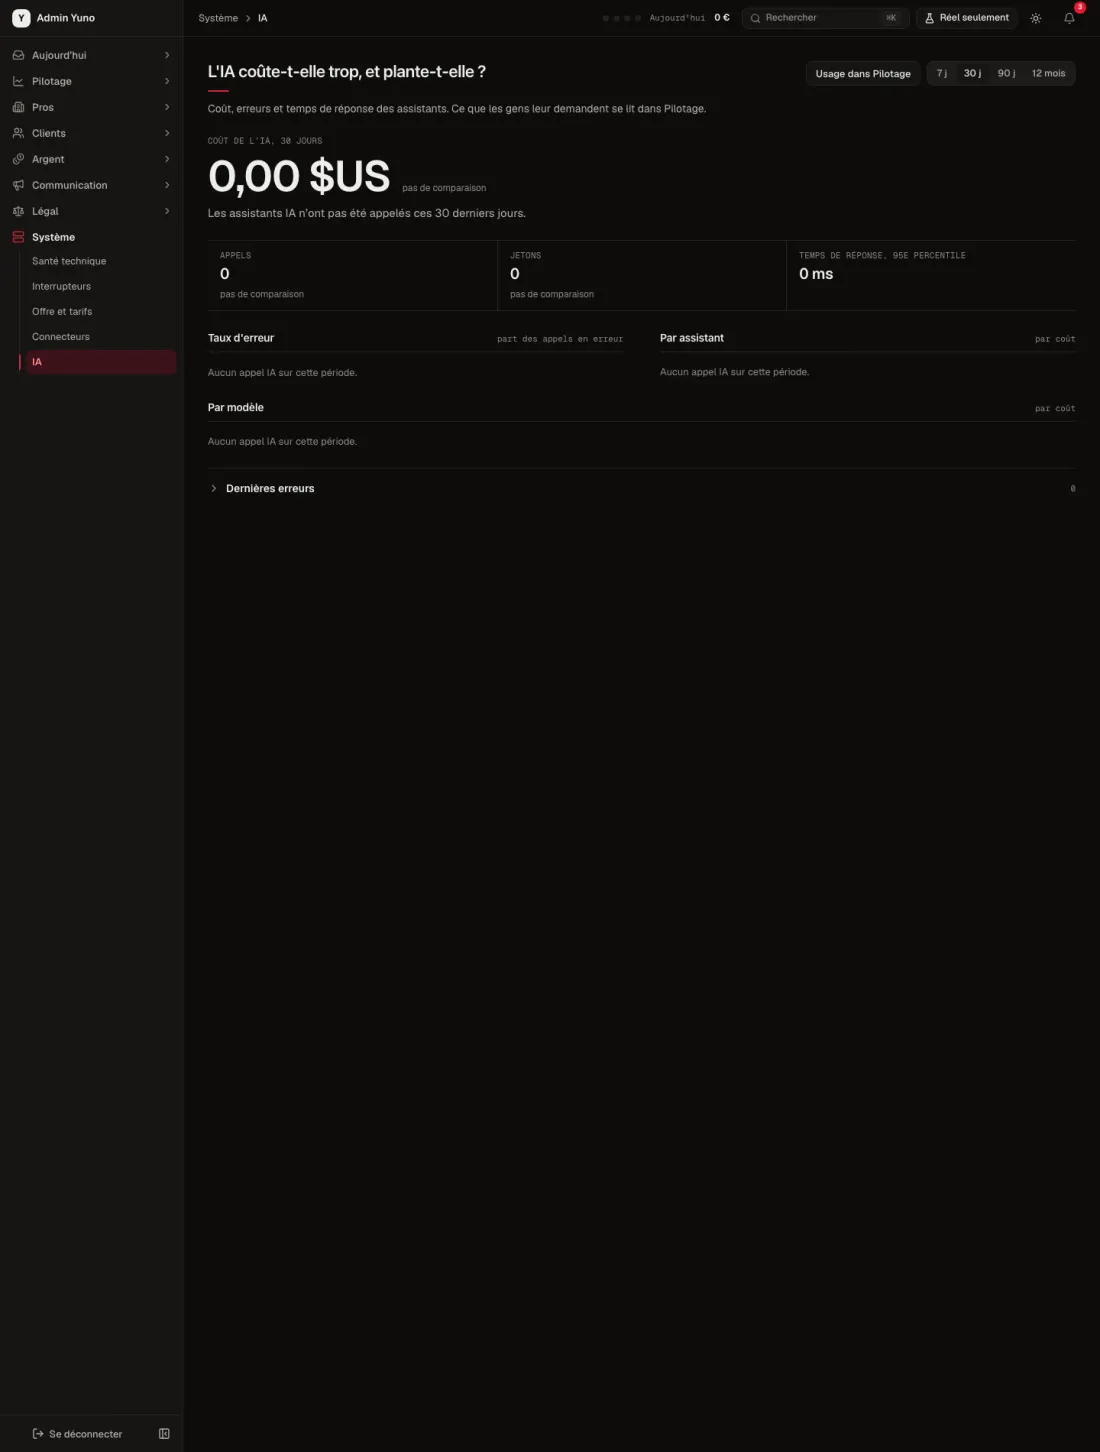 Y Admin Yuno
Système > IA
Aujourd'hui 0 €
Rechercher ⌘K
Réel seulement
3
Aujourd'hui
Pilotage
Pros
Clients
Argent
Communication
Légal
Système
Santé technique
Interrupteurs
Offre et tarifs
Connecteurs
IA
L'IA coûte-t-elle trop, et plante-t-elle ?
Usage dans Pilotage
7 j 30 j 90 j 12 mois
Coût, erreurs et temps de réponse des assistants. Ce que les gens leur demandent se lit dans Pilotage.
COÛT DE L'IA, 30 JOURS
0,00 $US pas de comparaison
Les assistants IA n'ont pas été appelés ces 30 derniers jours.
APPELS
0
pas de comparaison
JETONS
0
pas de comparaison
TEMPS DE RÉPONSE, 95E PERCENTILE
0 ms
Taux d'erreur part des appels en erreur
Aucun appel IA sur cette période.
Par assistant par coût
Aucun appel IA sur cette période.
Par modèle par coût
Aucun appel IA sur cette période.
Dernières erreurs 0
Se déconnecter